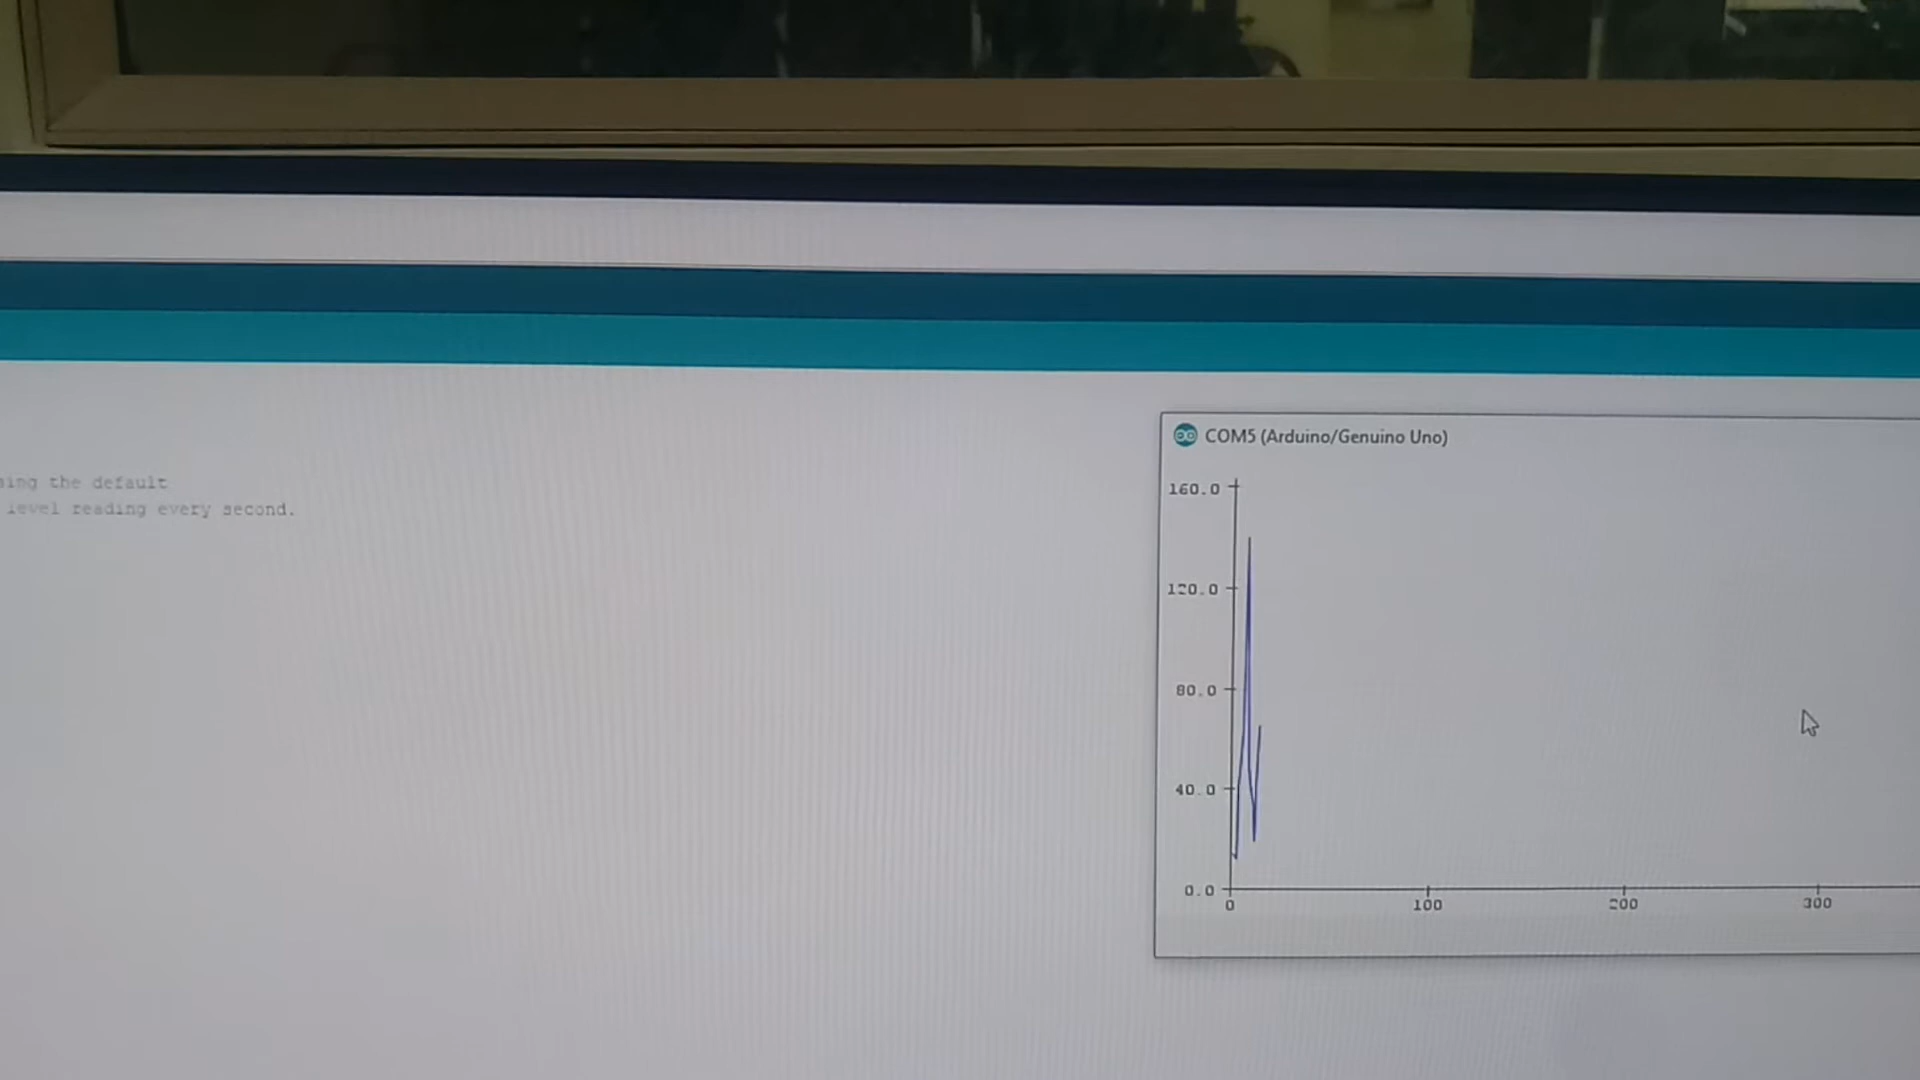 the default
level reading every second.
COM5 (Arduino/Genuino Uno)
160.0
120.0
80.0
40.0
0.0
0 100 200 300